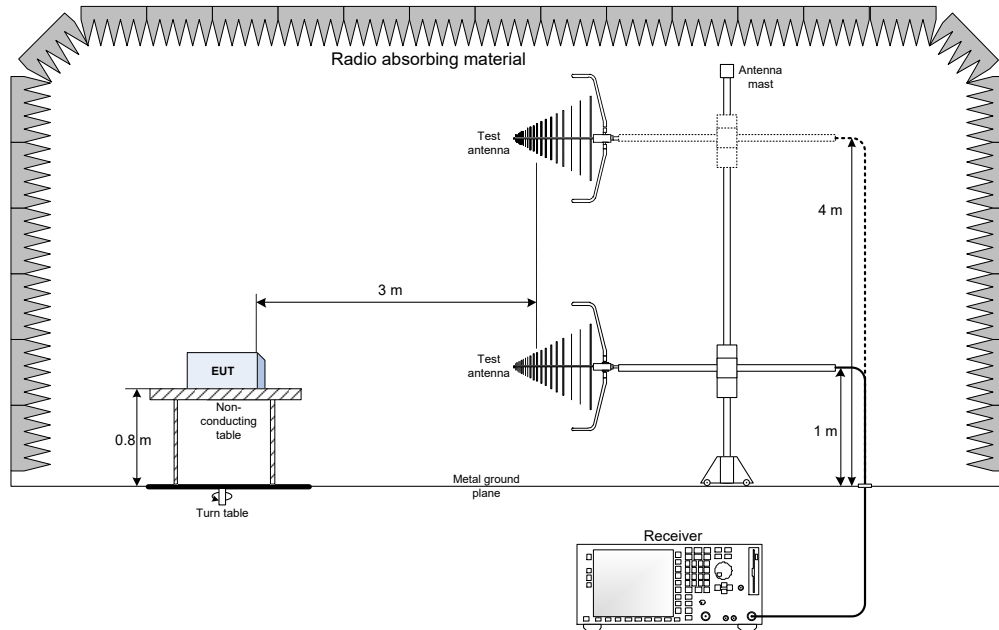 Radio absorbing material
Antenna
mast
Test
antenna
4 m
3 m
Test
antenna
EUT
Non-
conducting
table
0.8 m
1 m
Metal ground
plane
Turn table
Receiver